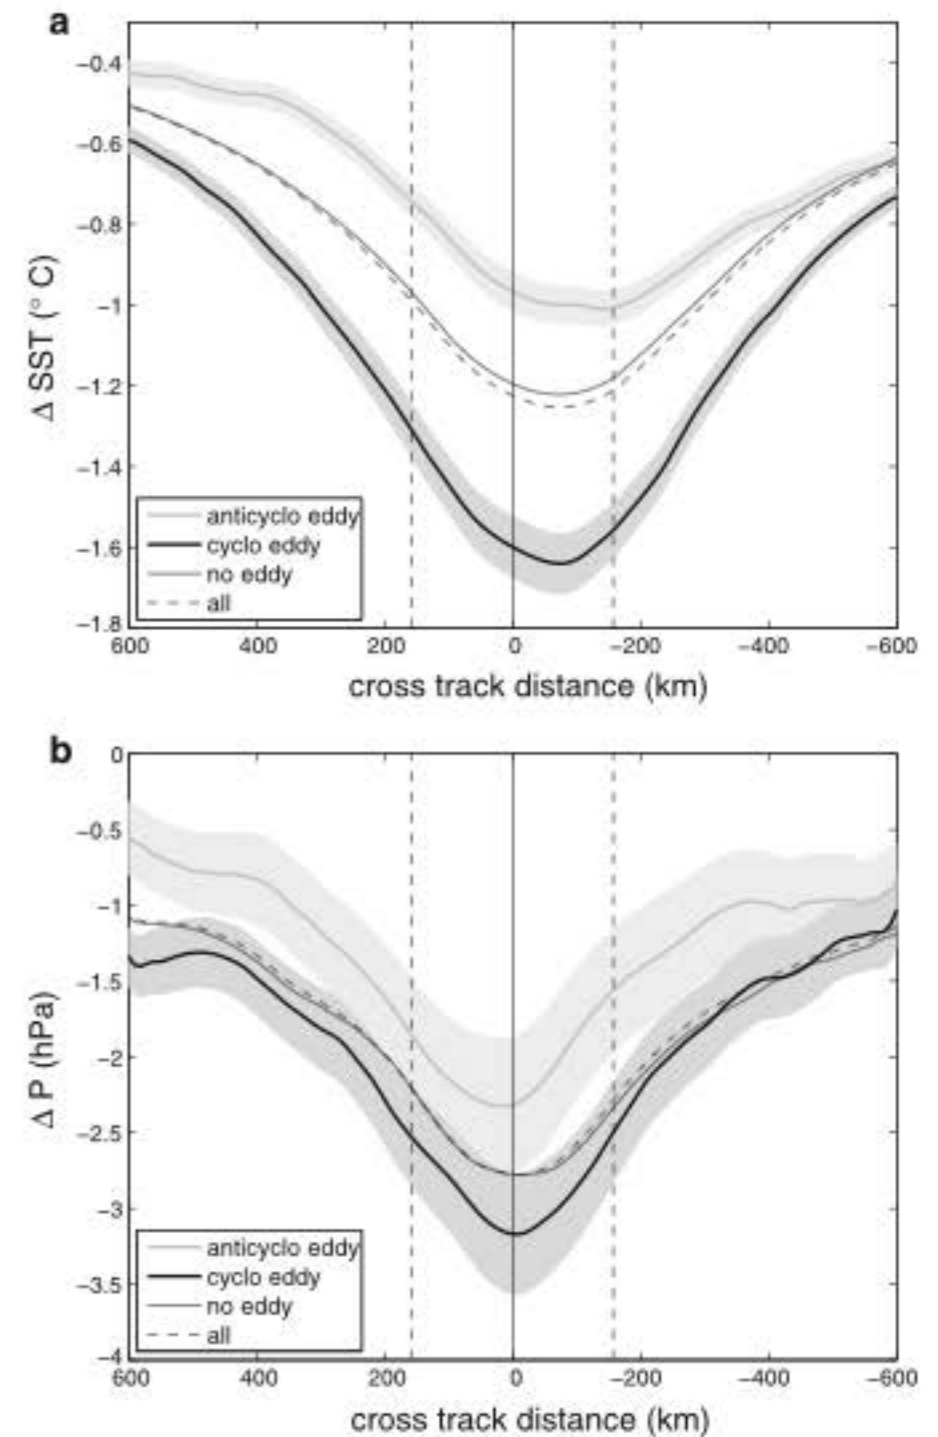 a
−0.4
−0.6
−0.8
−1
−1.2
−1.4
−1.6
−1.8
Δ SST (° C)
anticyclo eddy
cyclo eddy
no eddy
all
600 400 200 0 −200 −400 −600
cross track distance (km)
b
0
−0.5
−1
−1.5
−2
−2.5
−3
−3.5
−4
Δ P (hPa)
anticyclo eddy
cyclo eddy
no eddy
all
600 400 200 0 −200 −400 −600
cross track distance (km)